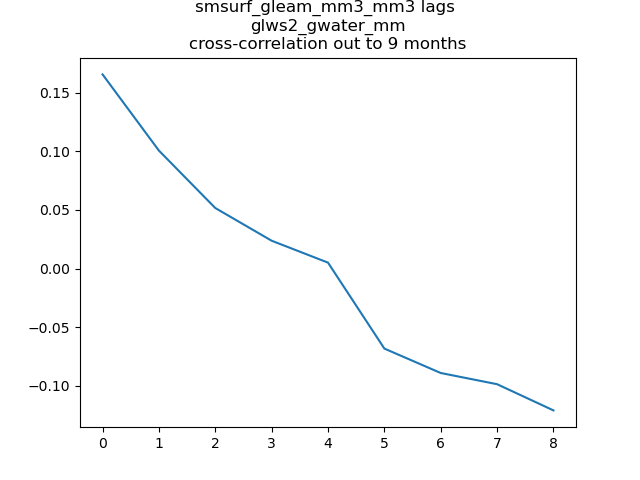 smsurf_gleam_mm3_mm3 lags
glws2_gwater_mm
cross-correlation out to 9 months
0.15
0.10
0.05
0.00
−0.05
−0.10
0 1 2 3 4 5 6 7 8